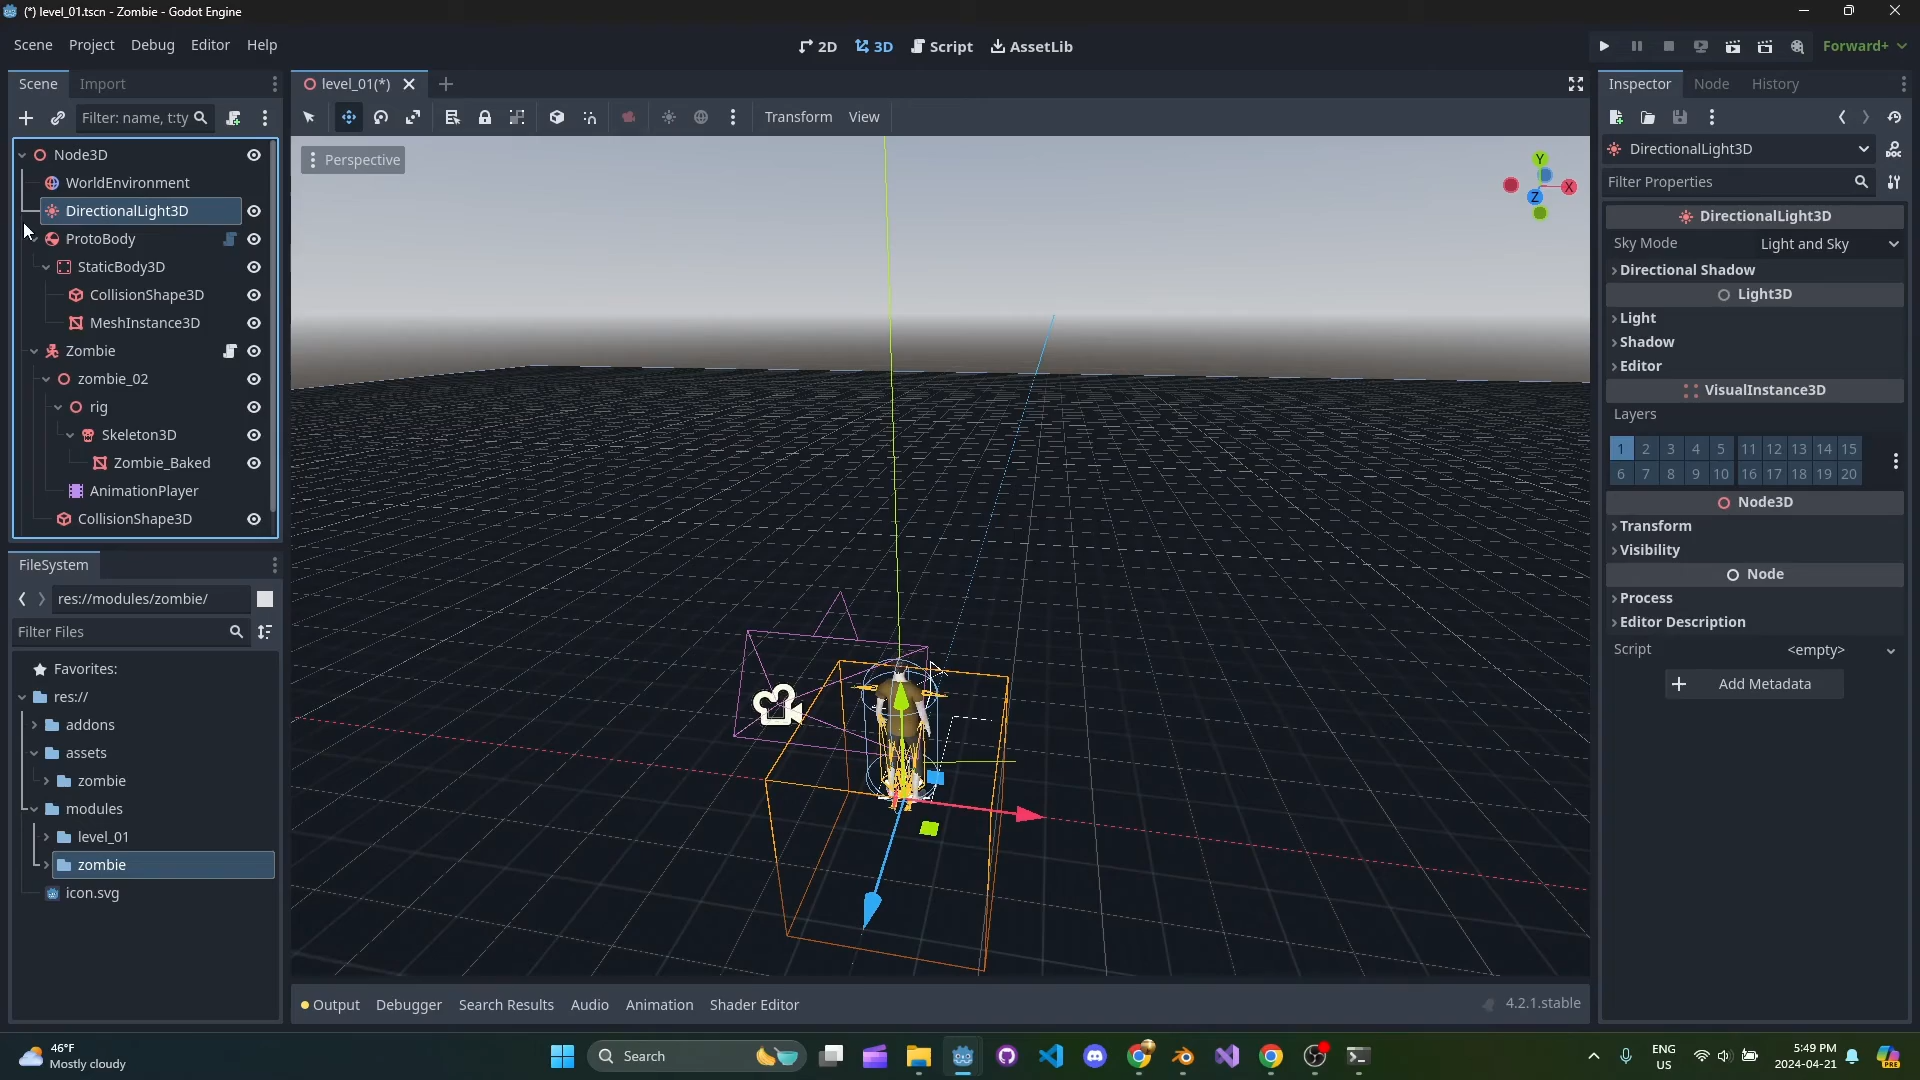 (*) level_01.tscn - Zombie - Godot Engine
Scene Project Debug Editor Help
2D 3D Script AssetLib
Forward+
Scene Import
Filter: name, t:ty
Node3D
WorldEnvironment
DirectionalLight3D
ProtoBody
StaticBody3D
CollisionShape3D
MeshInstance3D
Zombie
zombie_02
rig
Skeleton3D
Zombie_Baked
AnimationPlayer
CollisionShape3D
FileSystem
res://modules/zombie/
Filter Files
Favorites:
res://
addons
assets
zombie
modules
level_01
zombie
icon.svg
level_01(*)
Transform View
Perspective
Y
X
Z
Output Debugger Search Results Audio Animation Shader Editor
4.2.1.stable
Inspector Node History
DirectionalLight3D
Filter Properties
DirectionalLight3D
Sky Mode Light and Sky
Directional Shadow
Light3D
Light
Shadow
Editor
VisualInstance3D
Layers
1 2 3 4 5 11 12 13 14 15
6 7 8 9 10 16 17 18 19 20
Node3D
Transform
Visibility
Node
Process
Editor Description
Script <empty>
Add Metadata
46°F
Mostly cloudy
Search
ENG
US
5:49 PM
2024-04-21
PRE